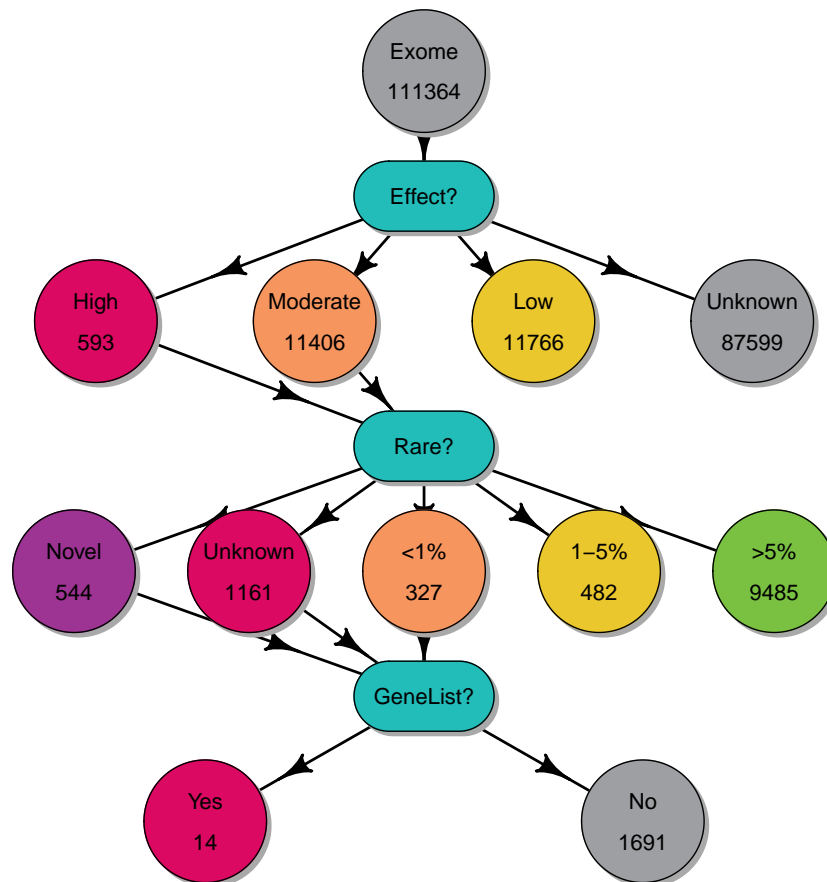 Exome
111364
Effect?
High
593
Moderate
11406
Low
11766
Unknown
87599
Rare?
Novel
544
Unknown
1161
<1%
327
1−5%
482
>5%
9485
GeneList?
Yes
14
No
1691